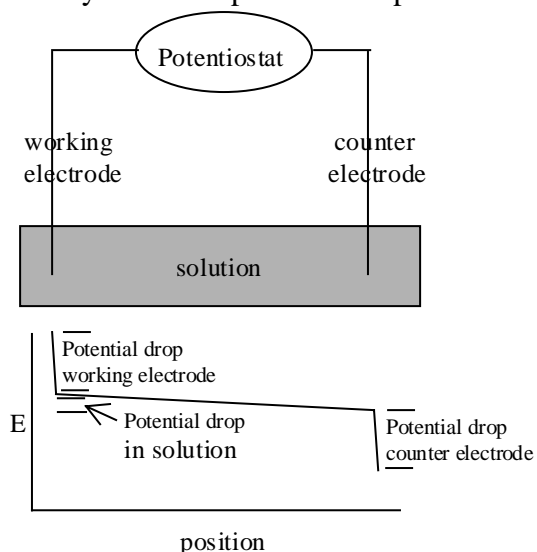 Potentiostat
working
electrode
counter
electrode
solution
Potential drop
working electrode
E
Potential drop
in solution
Potential drop
counter electrode
position